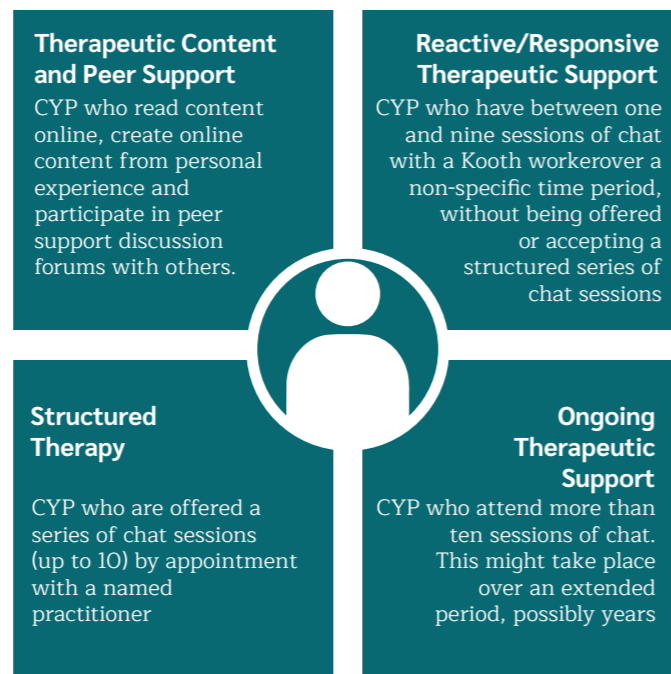 Therapeutic Content
and Peer Support
CYP who read content
online, create online
content from personal
experience and
participate in peer
support discussion
forums with others.
Reactive/Responsive
Therapeutic Support
CYP who have between one
and nine sessions of chat
with a Kooth workerover a
non-specific time period,
without being offered
or accepting a
structured series of
chat sessions
Structured
Therapy
CYP who are offered a
series of chat sessions
(up to 10) by appointment
with a named
practitioner
Ongoing
Therapeutic
Support
CYP who attend more than
ten sessions of chat.
This might take place
over an extended
period, possibly years